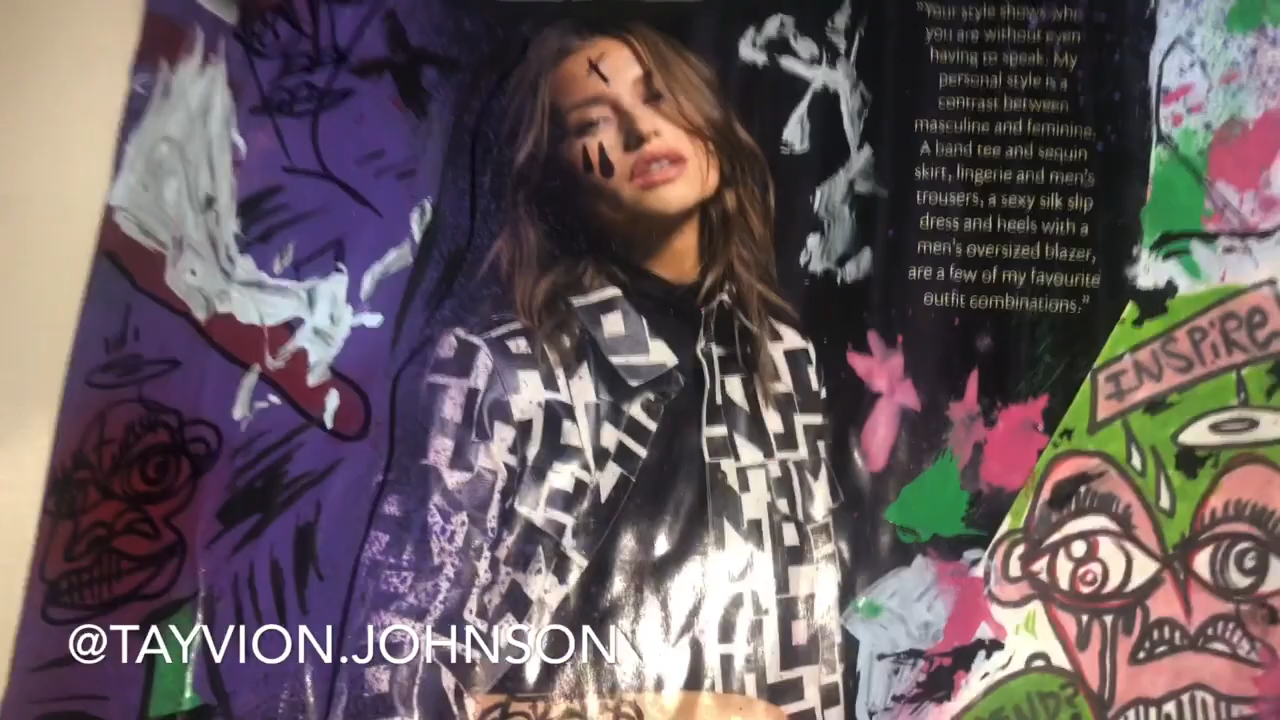 "Your style shows who
you are without even
having to speak. My
personal style is a
contrast between
masculine and feminine.
A band tee and sequin
skirt, lingerie and men's
trousers, a sexy silk slip
dress and heels with a
men's oversized blazer,
are a few of my favourite
outfit combinations."
INSPIRE
@TAYVION.JOHNSON